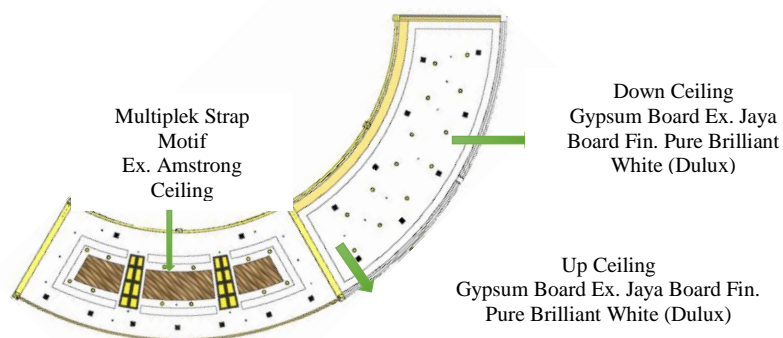 Multiplek Strap
Motif
Ex. Amstrong
Ceiling
Down Ceiling
Gypsum Board Ex. Jaya
Board Fin. Pure Brilliant
White (Dulux)
Up Ceiling
Gypsum Board Ex. Jaya Board Fin.
Pure Brilliant White (Dulux)